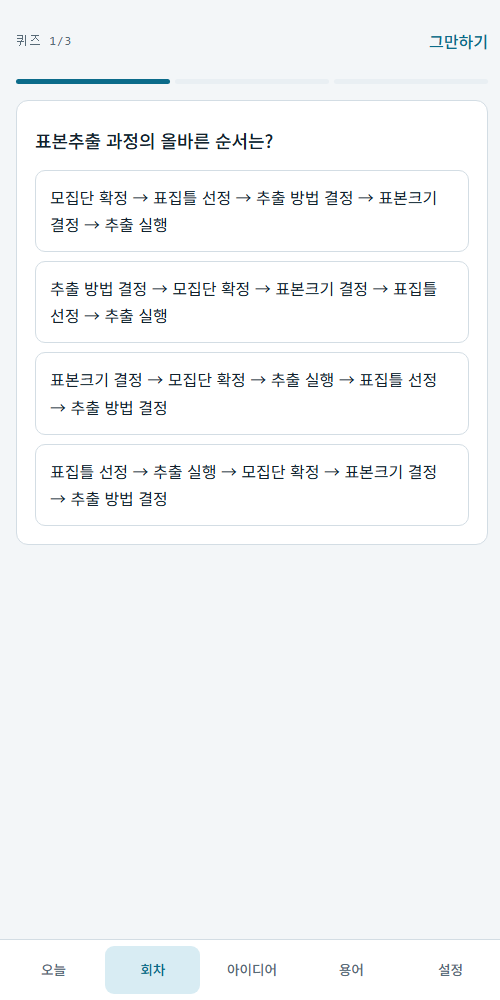 퀴즈 1/3
그만하기
표본추출 과정의 올바른 순서는?
모집단 확정 → 표집틀 선정 → 추출 방법 결정 → 표본크기
결정 → 추출 실행
추출 방법 결정 → 모집단 확정 → 표본크기 결정 → 표집틀
선정 → 추출 실행
표본크기 결정 → 모집단 확정 → 추출 실행 → 표집틀 선정
→ 추출 방법 결정
표집틀 선정 → 추출 실행 → 모집단 확정 → 표본크기 결정
→ 추출 방법 결정
오늘
회차
아이디어
용어
설정